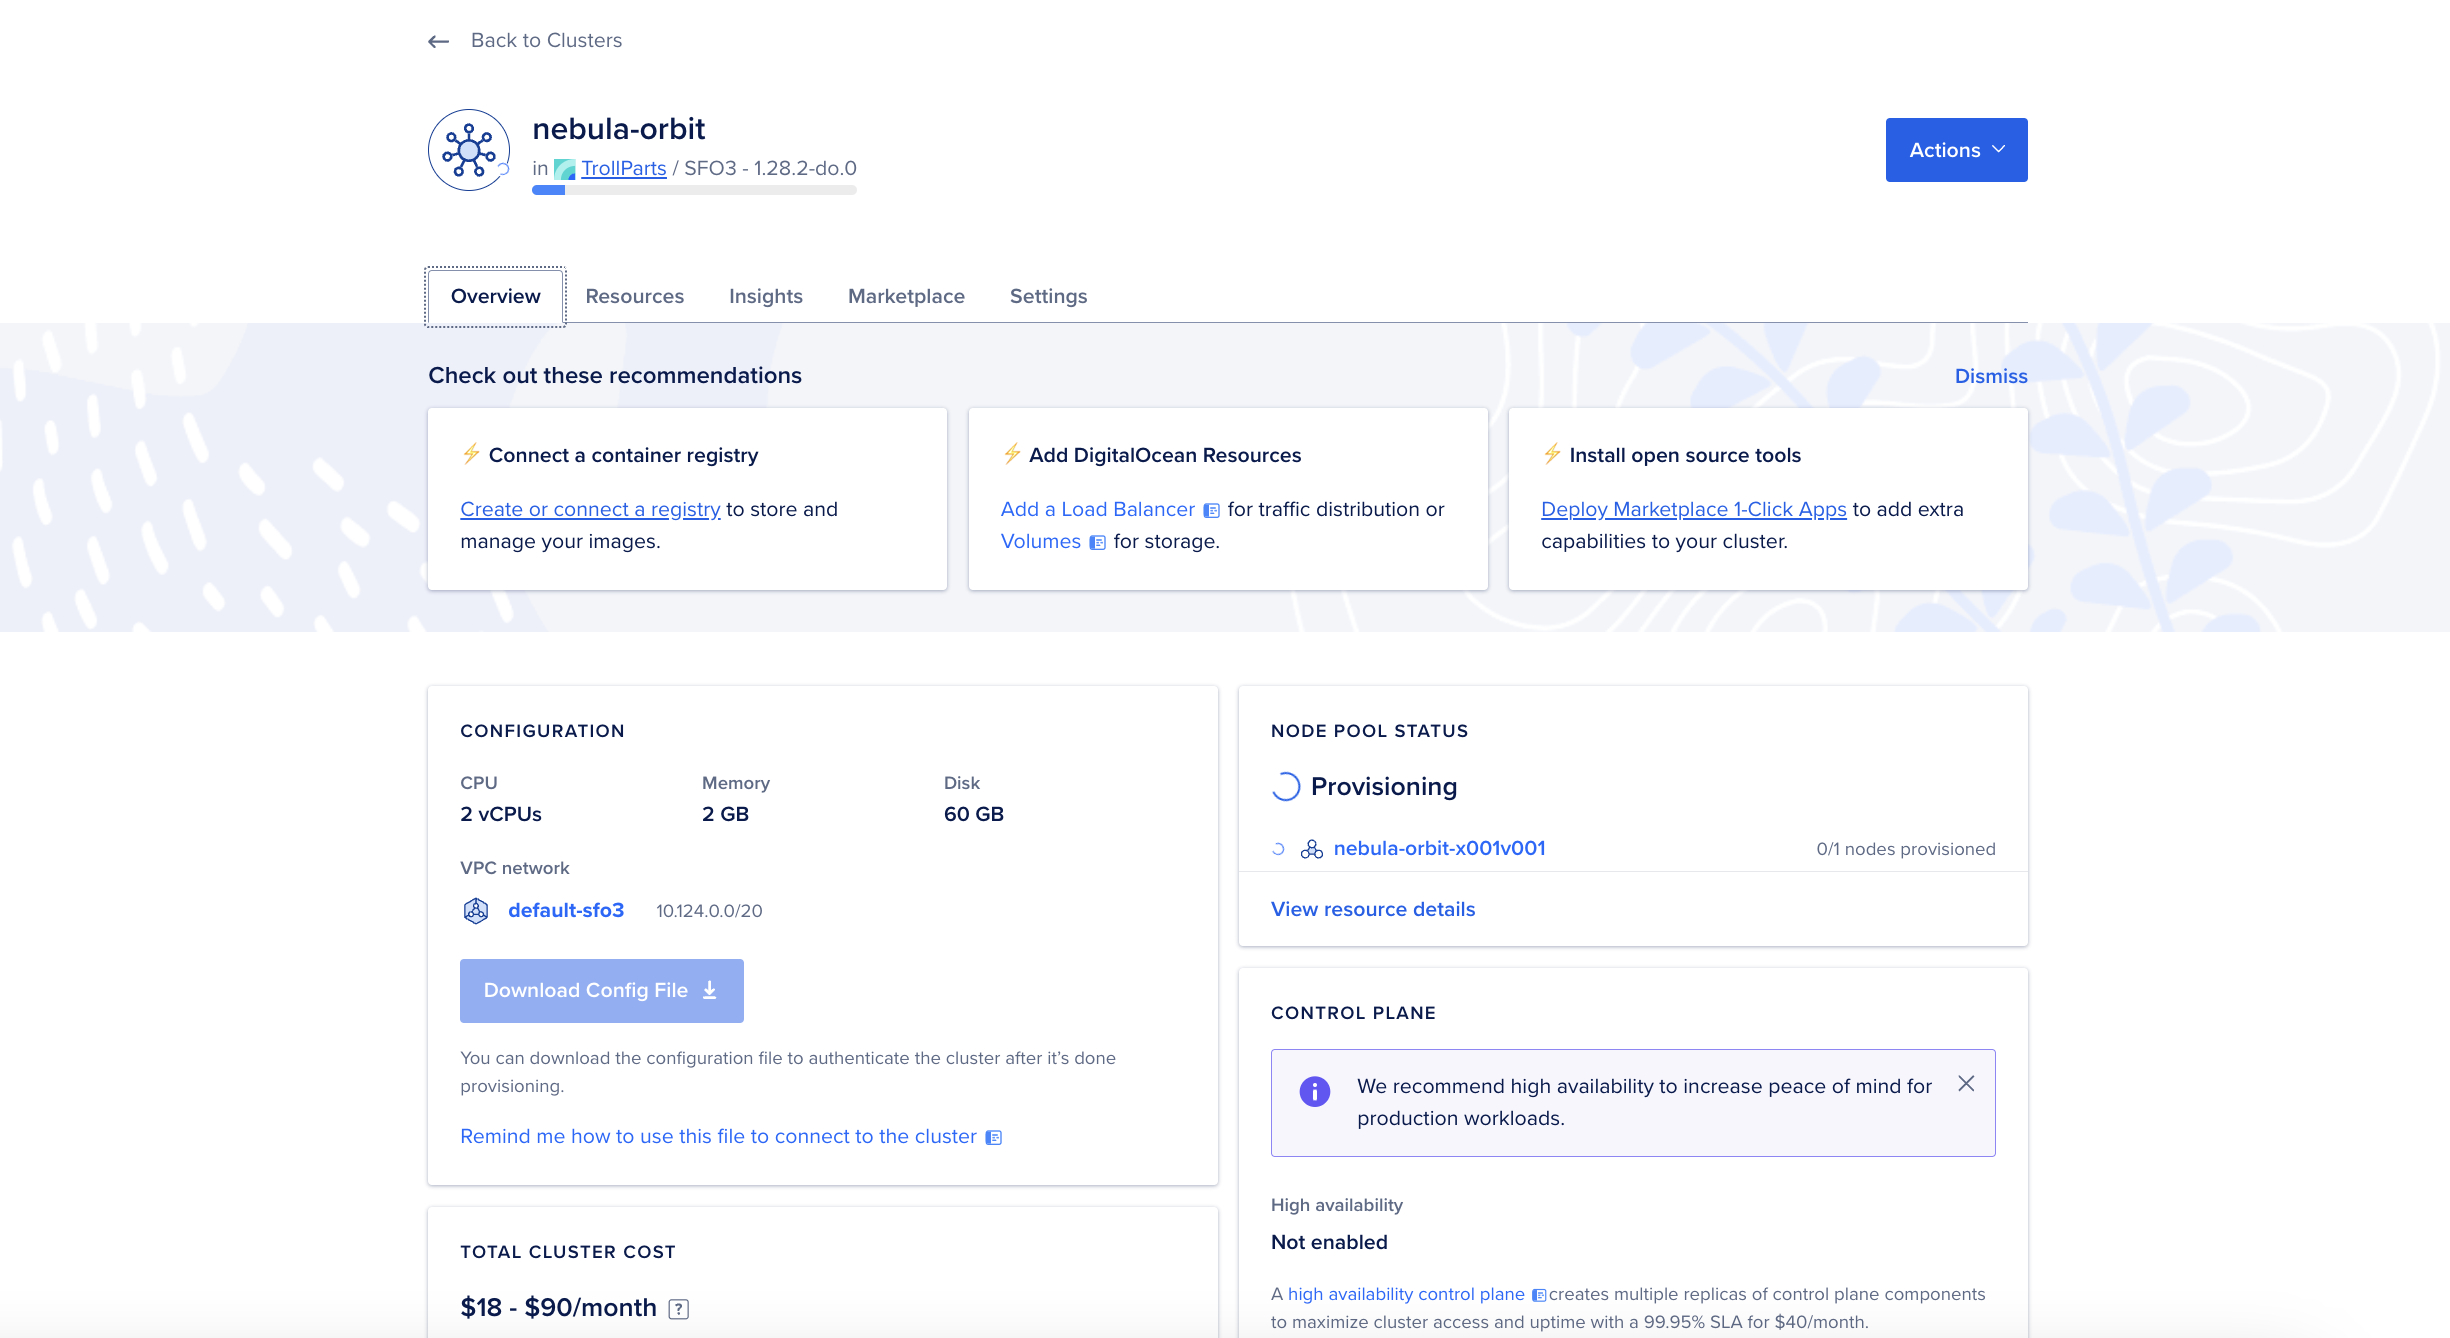 Back to Clusters
nebula-orbit
in TrollParts / SFO3 - 1.28.2-do.0
Actions
Overview
Resources
Insights
Marketplace
Settings
Check out these recommendations
Dismiss
Connect a container registry
Create or connect a registry to store and
manage your images.
Add DigitalOcean Resources
Add a Load Balancer for traffic distribution or
Volumes for storage.
Install open source tools
Deploy Marketplace 1-Click Apps to add extra
capabilities to your cluster.
CONFIGURATION
CPU
2 vCPUs
Memory
2 GB
Disk
60 GB
VPC network
default-sfo3 10.124.0.0/20
Download Config File
You can download the configuration file to authenticate the cluster after it’s done
provisioning.
Remind me how to use this file to connect to the cluster
TOTAL CLUSTER COST
$18 - $90/month ?
NODE POOL STATUS
Provisioning
nebula-orbit-x001v001 0/1 nodes provisioned
View resource details
CONTROL PLANE
We recommend high availability to increase peace of mind for
production workloads.
High availability
Not enabled
A high availability control plane creates multiple replicas of control plane components
to maximize cluster access and uptime with a 99.95% SLA for $40/month.